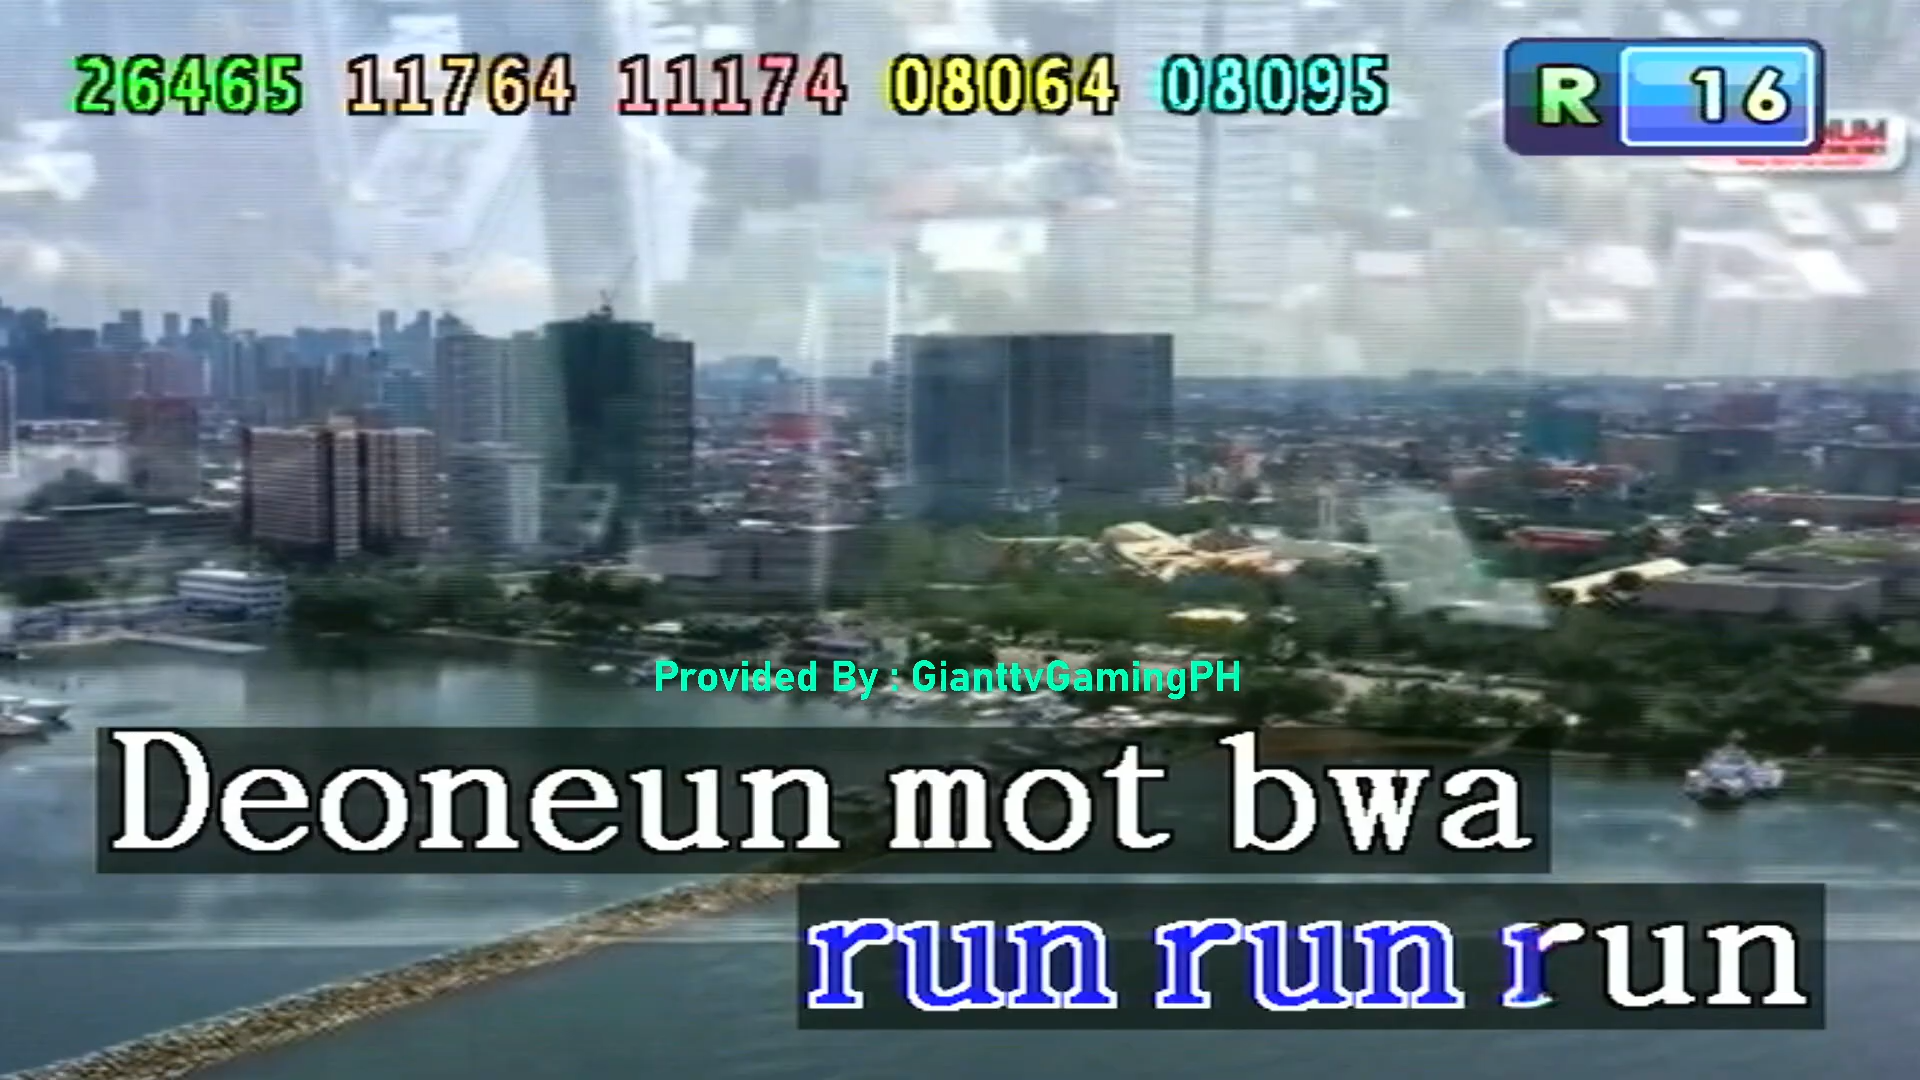 26465 11764 11174 08064 08095 R 16
Provided By : GianttvGamingPH
Deoneun mot bwa
run run run